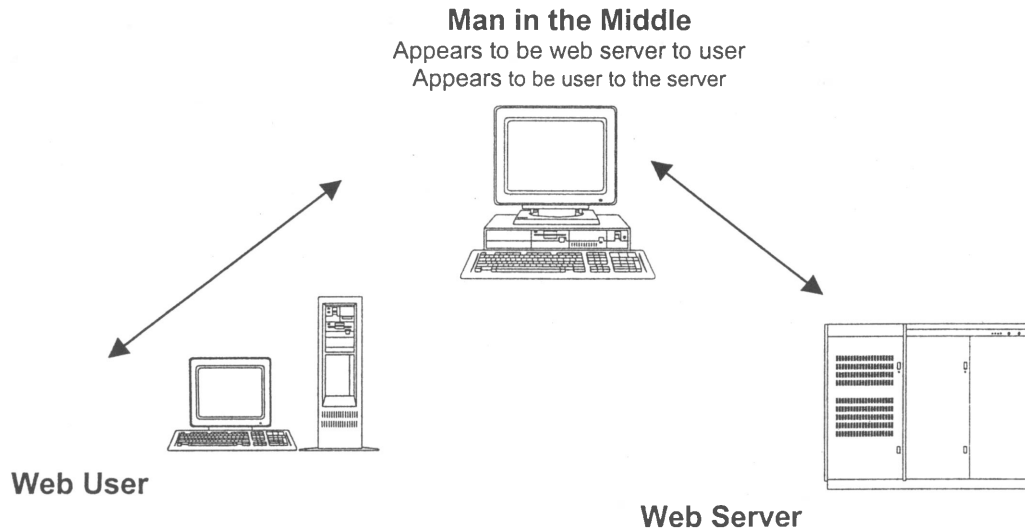 Man in the Middle
Appears to be web server to user
Appears to be user to the server
Web User
Web Server